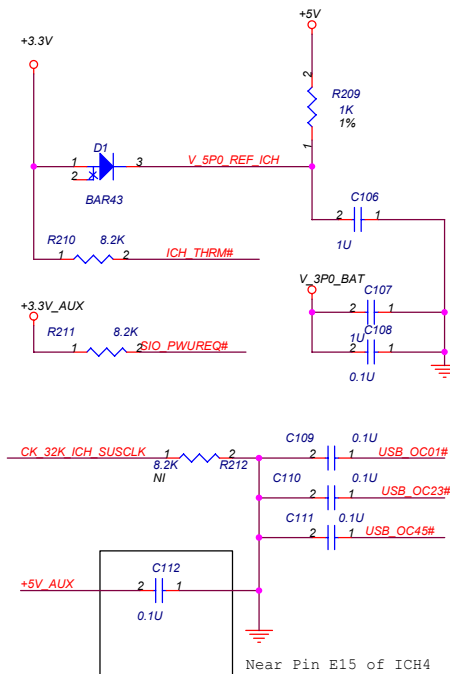 +5V
+3.3V
2
R209
1K
1%
1
D1
1
3
V_5P0_REF_ICH
2
BAR43
C106
2
1
1U
R210
8.2K
1
2
ICH_THRM#
V_3P0_BAT
C107
2
1
1U
C108
2
1
0.1U
+3.3V_AUX
R211
8.2K
1
2
SIO_PWUREQ#
CK_32K_ICH_SUSCLK
1
2
8.2K
R212
NI
C109
0.1U
2
1
USB_OC01#
C110
0.1U
2
1
USB_OC23#
C111
0.1U
2
1
USB_OC45#
+5V_AUX
C112
2
1
0.1U
Near Pin E15 of ICH4